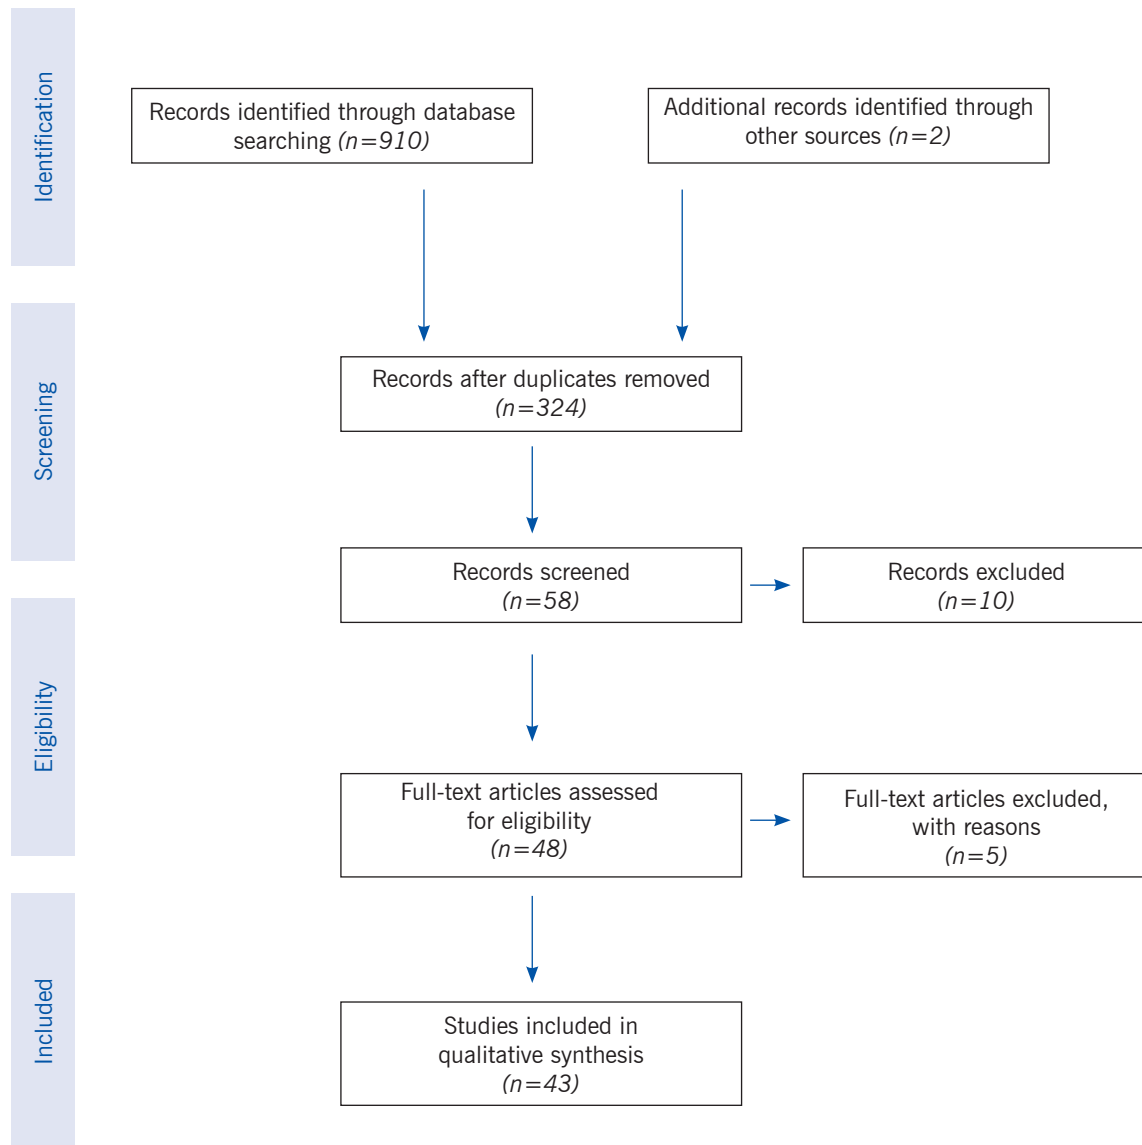 Identification
Records identified through database
searching (n=910)
Additional records identified through
other sources (n=2)
Screening
Records after duplicates removed
(n=324)
Records screened
(n=58)
Records excluded
(n=10)
Eligibility
Full-text articles assessed
for eligibility
(n=48)
Full-text articles excluded,
with reasons
(n=5)
Included
Studies included in
qualitative synthesis
(n=43)